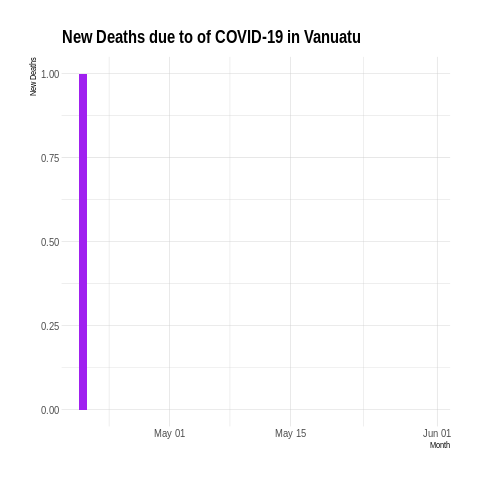 New Deaths due to of COVID-19 in Vanuatu
New Deaths
1.00
0.75
0.50
0.25
0.00
May 01
May 15
Jun 01
Month